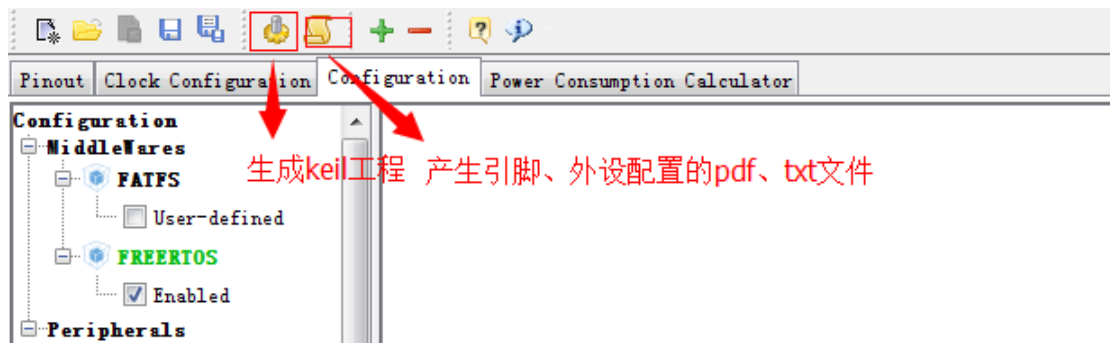 Pinout Clock Configuration Configuration Power Consumption Calculator
Configuration
MiddleWares
FATFS
生成keil工程 产生引脚、外设配置的pdf、txt文件
User-defined
FREERTOS
Enabled
Peripherals